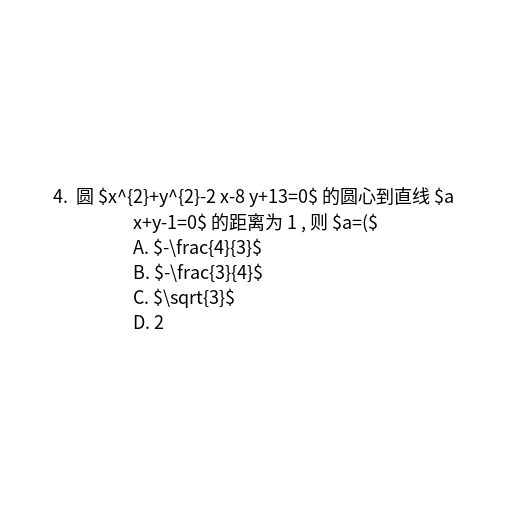 4. 圆 $x^{2}+y^{2}-2 x-8 y+13=0$ 的圆心到直线 $a
x+y-1=0$ 的距离为 1 , 则 $a=($
A. $-\frac{4}{3}$
B. $-\frac{3}{4}$
C. $\sqrt{3}$
D. 2